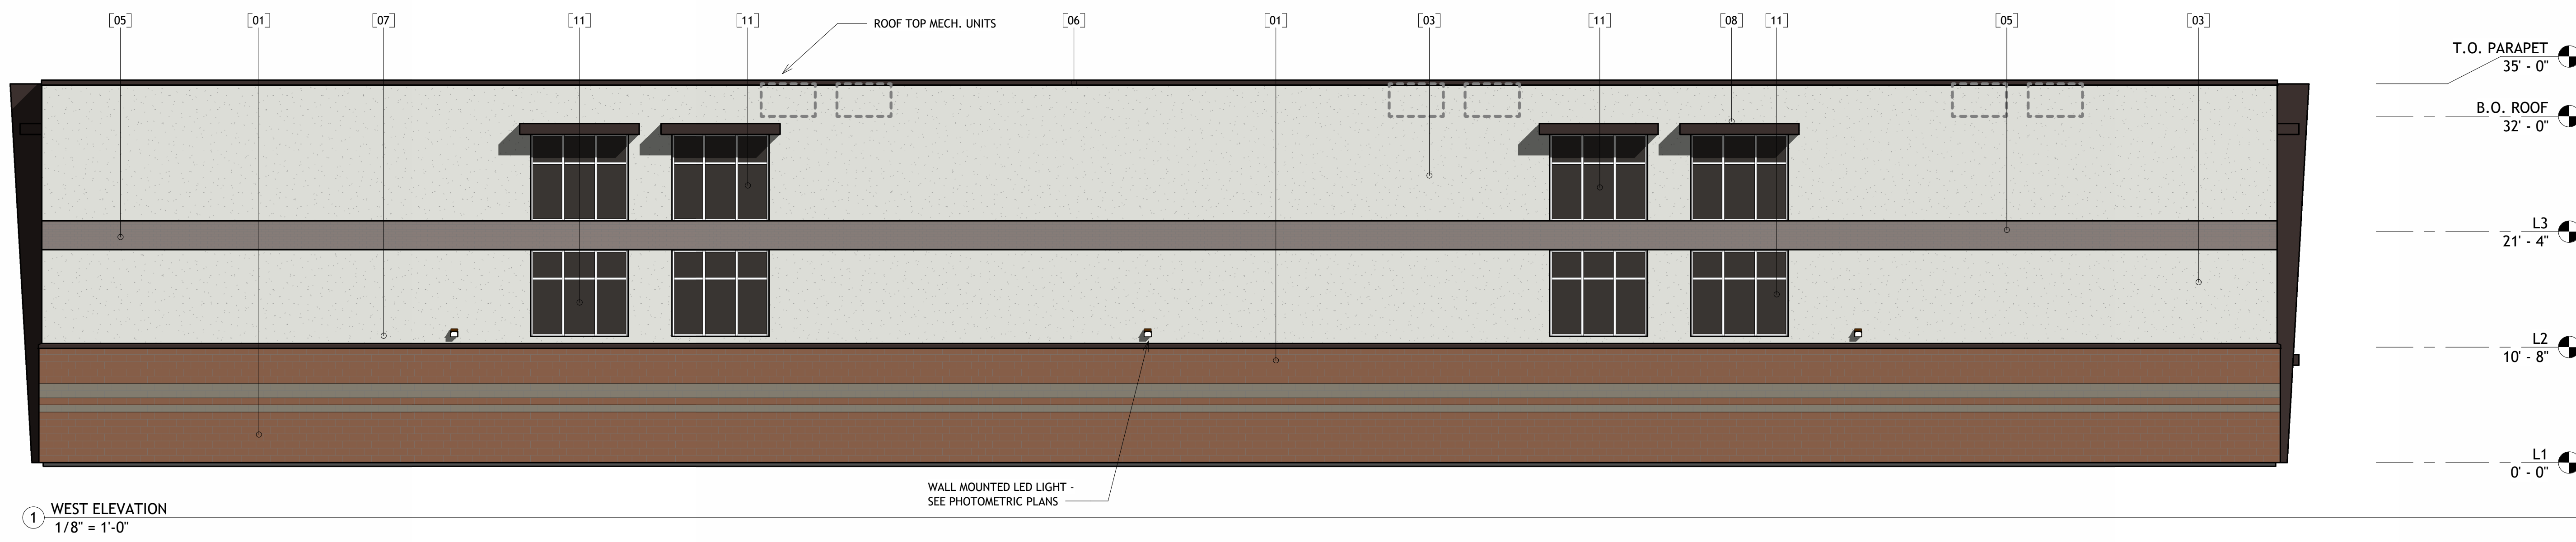 [05]
[01]
[07]
[11]
[11]
ROOF TOP MECH. UNITS
[06]
[01]
[03]
[11]
[08]
[11]
[05]
[03]
T.O. PARAPET
35' - 0"
B.O. ROOF
32' - 0"
L3
21' - 4"
L2
10' - 8"
L1
0' - 0"
WALL MOUNTED LED LIGHT -
SEE PHOTOMETRIC PLANS
1
WEST ELEVATION
1/8" = 1'-0"